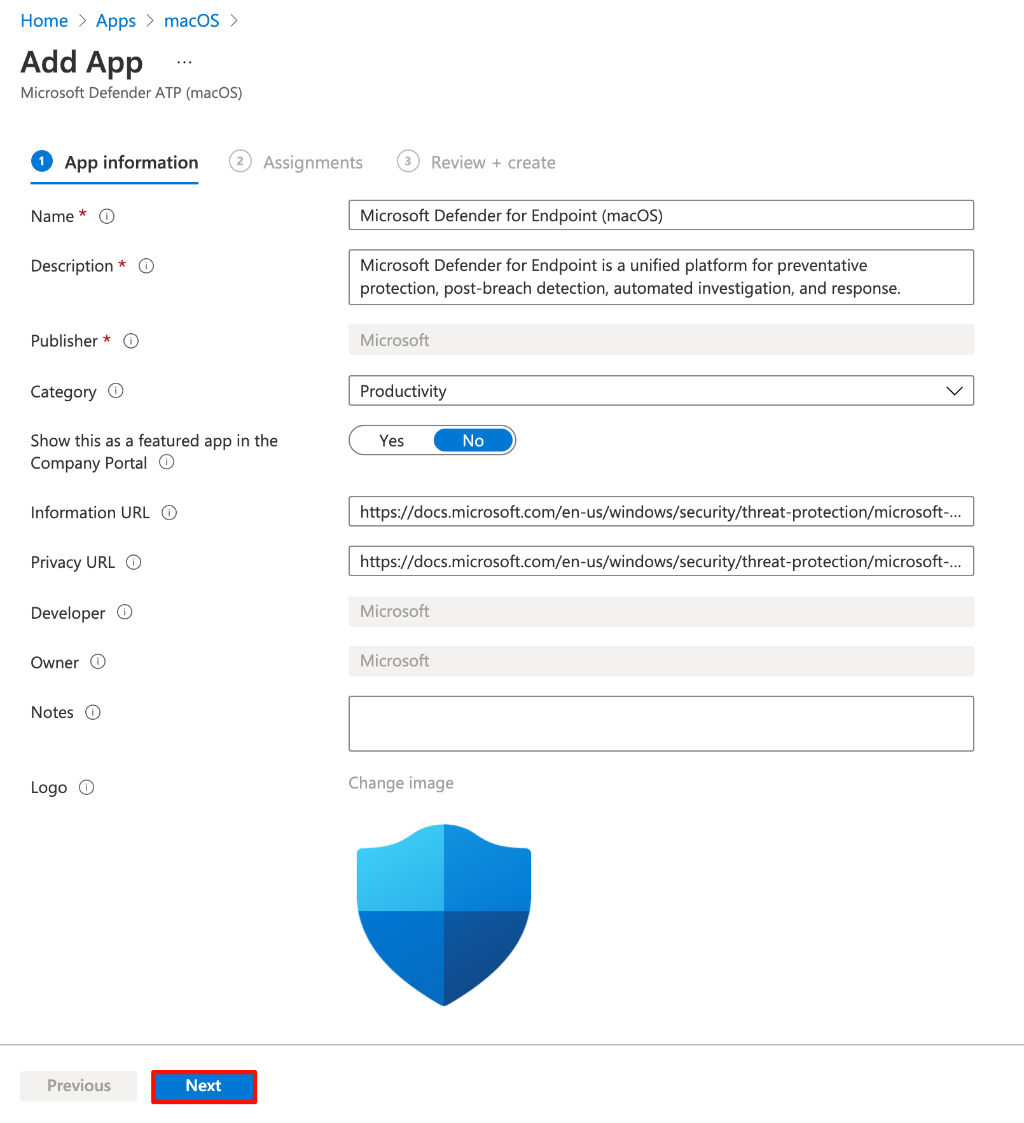 Home > Apps > macOS >
Add App ...
Microsoft Defender ATP (macOS)
1 App information 2 Assignments 3 Review + create
Name *
Microsoft Defender for Endpoint (macOS)
Description *
Microsoft Defender for Endpoint is a unified platform for preventative
protection, post-breach detection, automated investigation, and response.
Publisher *
Microsoft
Category
Productivity
Show this as a featured app in the
Company Portal
Yes No
Information URL
https://docs.microsoft.com/en-us/windows/security/threat-protection/microsoft-...
Privacy URL
https://docs.microsoft.com/en-us/windows/security/threat-protection/microsoft-...
Developer
Microsoft
Owner
Microsoft
Notes
Logo
Change image
Previous Next